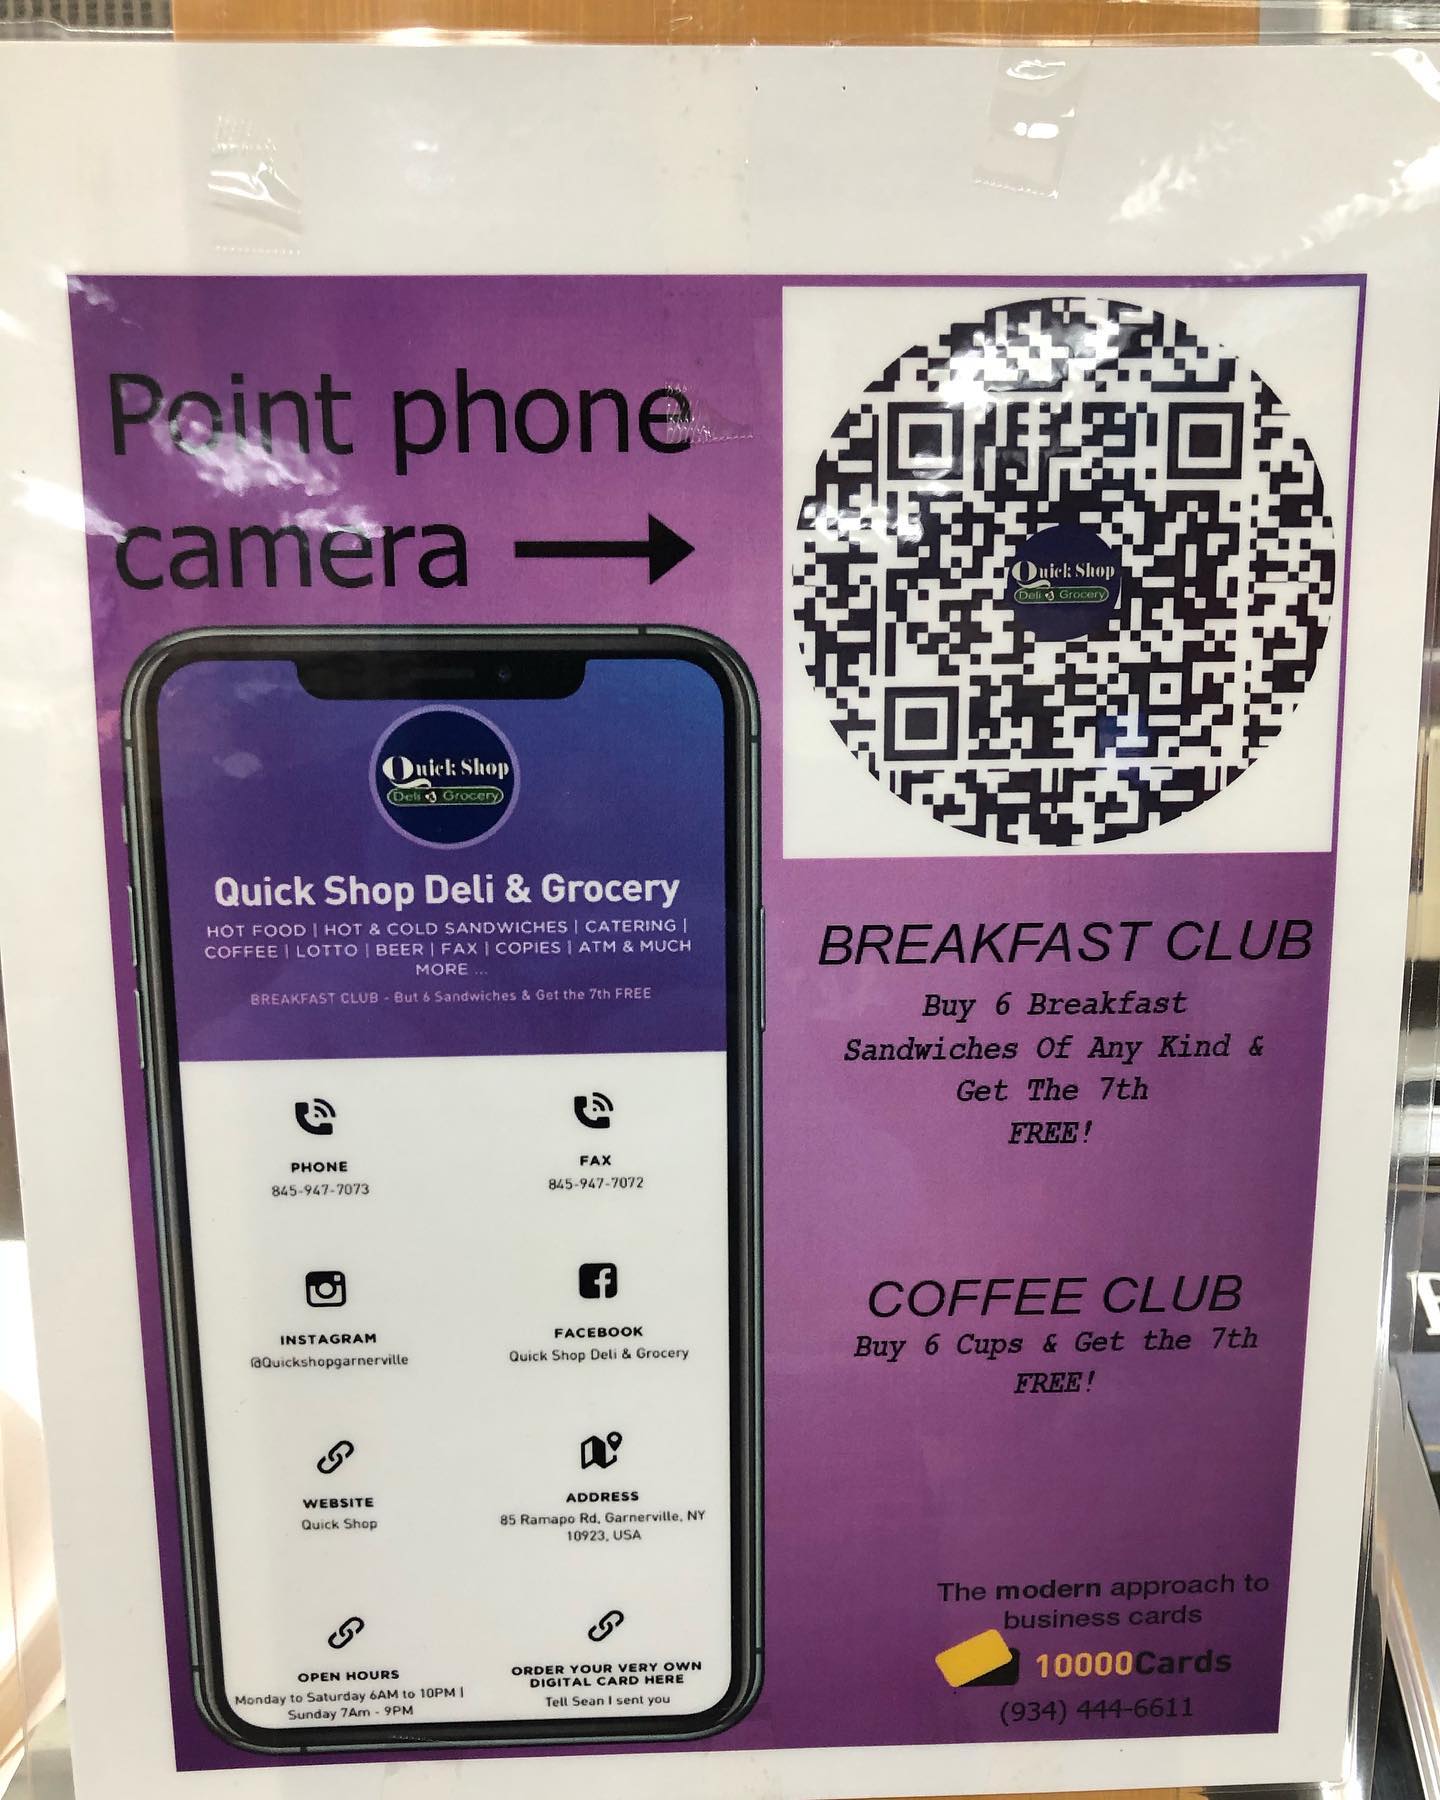 Point phone
camera
Quick Shop
Deli & Grocery
Quick Shop
Deli & Grocery
Quick Shop Deli & Grocery
HOT FOOD | HOT & COLD SANDWICHES | CATERING |
COFFEE | LOTTO | BEER | FAX | COPIES | ATM & MUCH
MORE ...
BREAKFAST CLUB - But 6 Sandwiches & Get the 7th FREE
PHONE
845-947-7073
FAX
845-947-7072
INSTAGRAM
@Quickshopgarnerville
FACEBOOK
Quick Shop Deli & Grocery
WEBSITE
Quick Shop
ADDRESS
85 Ramapo Rd, Garnerville, NY
10923, USA
OPEN HOURS
Monday to Saturday 6AM to 10PM |
Sunday 7Am - 9PM
ORDER YOUR VERY OWN
DIGITAL CARD HERE
Tell Sean I sent you
BREAKFAST CLUB
Buy 6 Breakfast
Sandwiches Of Any Kind &
Get The 7th
FREE!
COFFEE CLUB
Buy 6 Cups & Get the 7th
FREE!
The modern approach to
business cards
10000Cards
(934) 444-6611